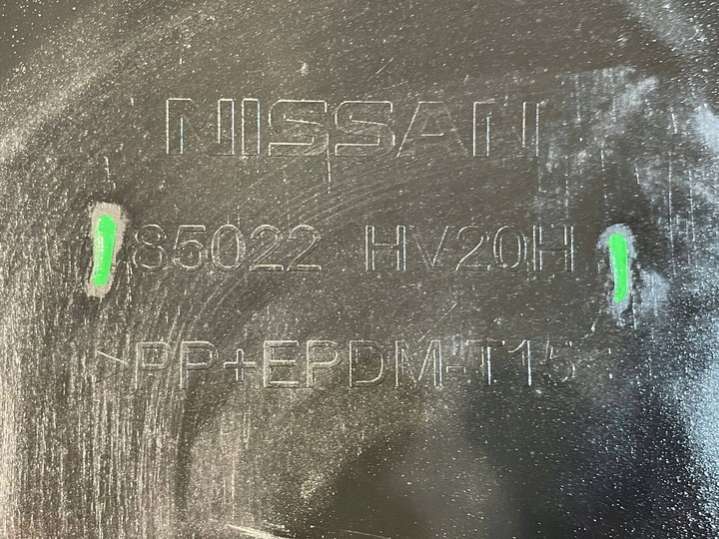 NISSAN
85022 HV20H
>PP+EPDM-T15<